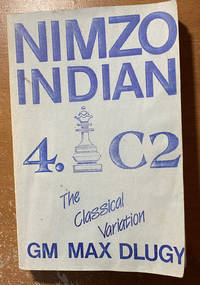 NIMZO
INDIAN
4. C2
The
Classical
Variation
GM MAX DLUGY